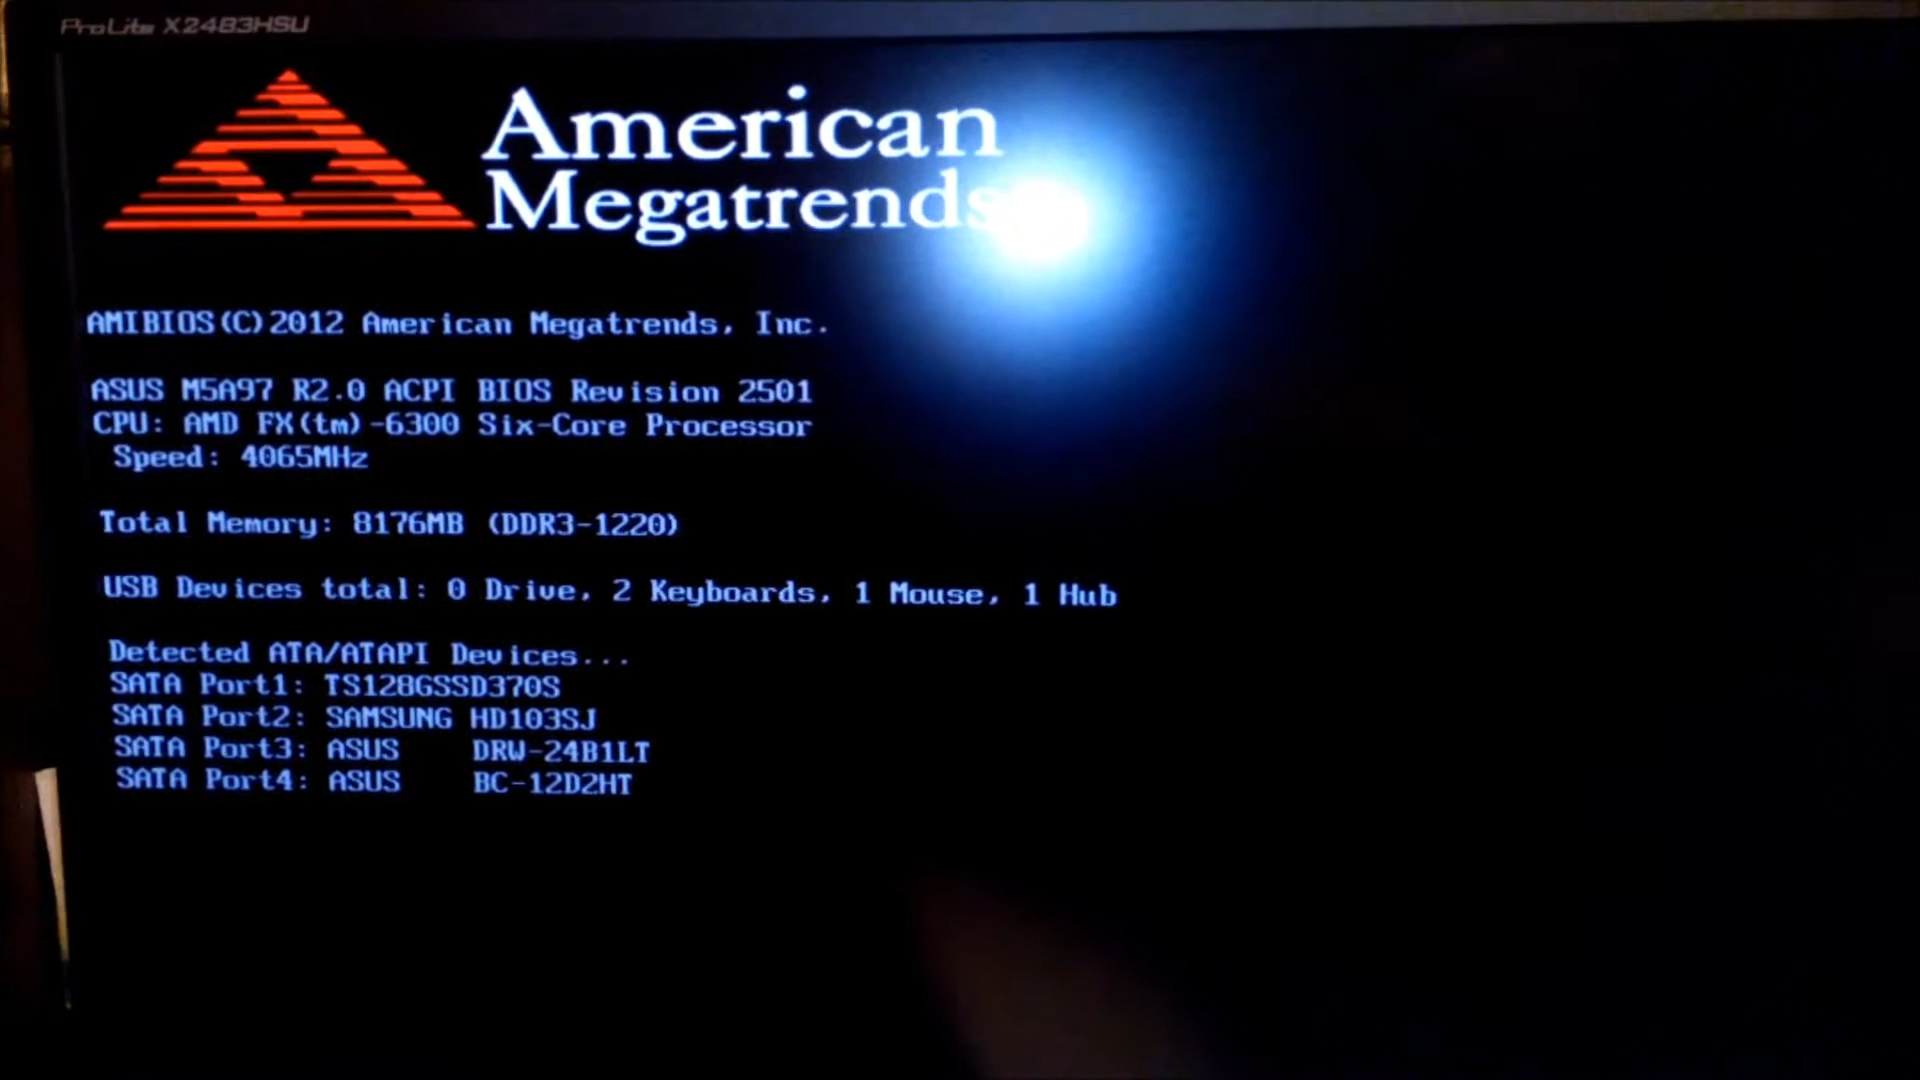 ProLite X2483HSU
American
Megatrends
AMIBIOS(C)2012 American Megatrends, Inc.
ASUS M5A97 R2.0 ACPI BIOS Revision 2501
CPU: AMD FX(tm)-6300 Six-Core Processor
Speed: 4065MHz
Total Memory: 8176MB (DDR3-1220)
USB Devices total: 0 Drive, 2 Keyboards, 1 Mouse, 1 Hub
Detected ATA/ATAPI Devices...
SATA Port1: TS128GSSD370S
SATA Port2: SAMSUNG HD103SJ
SATA Port3: ASUS DRW-24B1LT
SATA Port4: ASUS BC-12D2HT